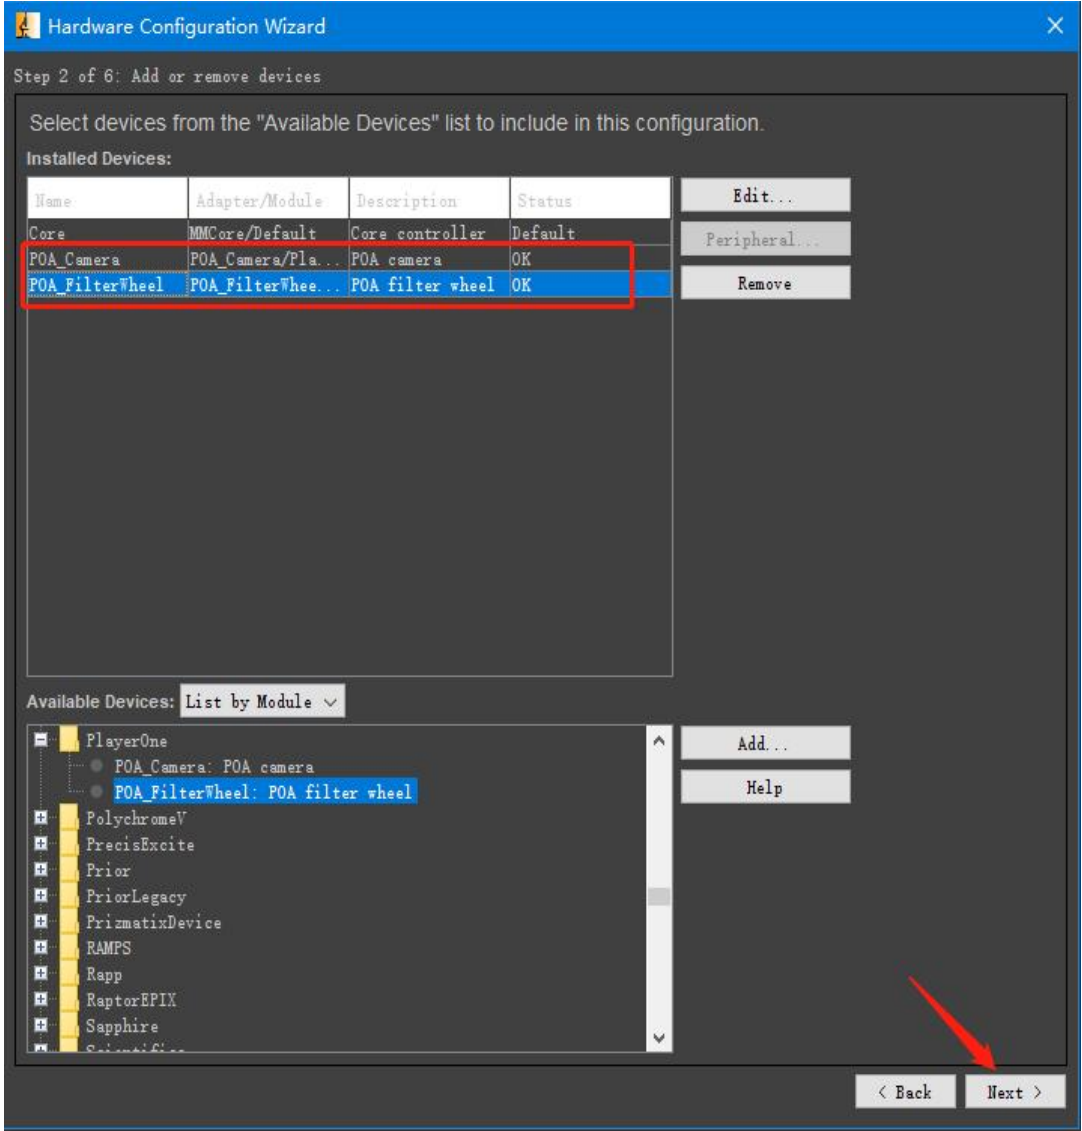 Hardware Configuration Wizard
Step 2 of 6: Add or remove devices
Select devices from the "Available Devices" list to include in this configuration.
Installed Devices:
Name Adapter/Module Description Status
Core MMCore/Default Core controller Default
POA_Camera POA_Camera/Pla... POA camera OK
POA_FilterWheel POA_FilterWhee... POA filter wheel OK
Edit...
Peripheral...
Remove
Available Devices: List by Module
PlayerOne
POA_Camera: POA camera
POA_FilterWheel: POA filter wheel
PolychromeV
PrecisExcite
Prior
PriorLegacy
PrizmatixDevice
RAMPS
Rapp
RaptorEPIX
Sapphire
Add...
Help
< Back Next >